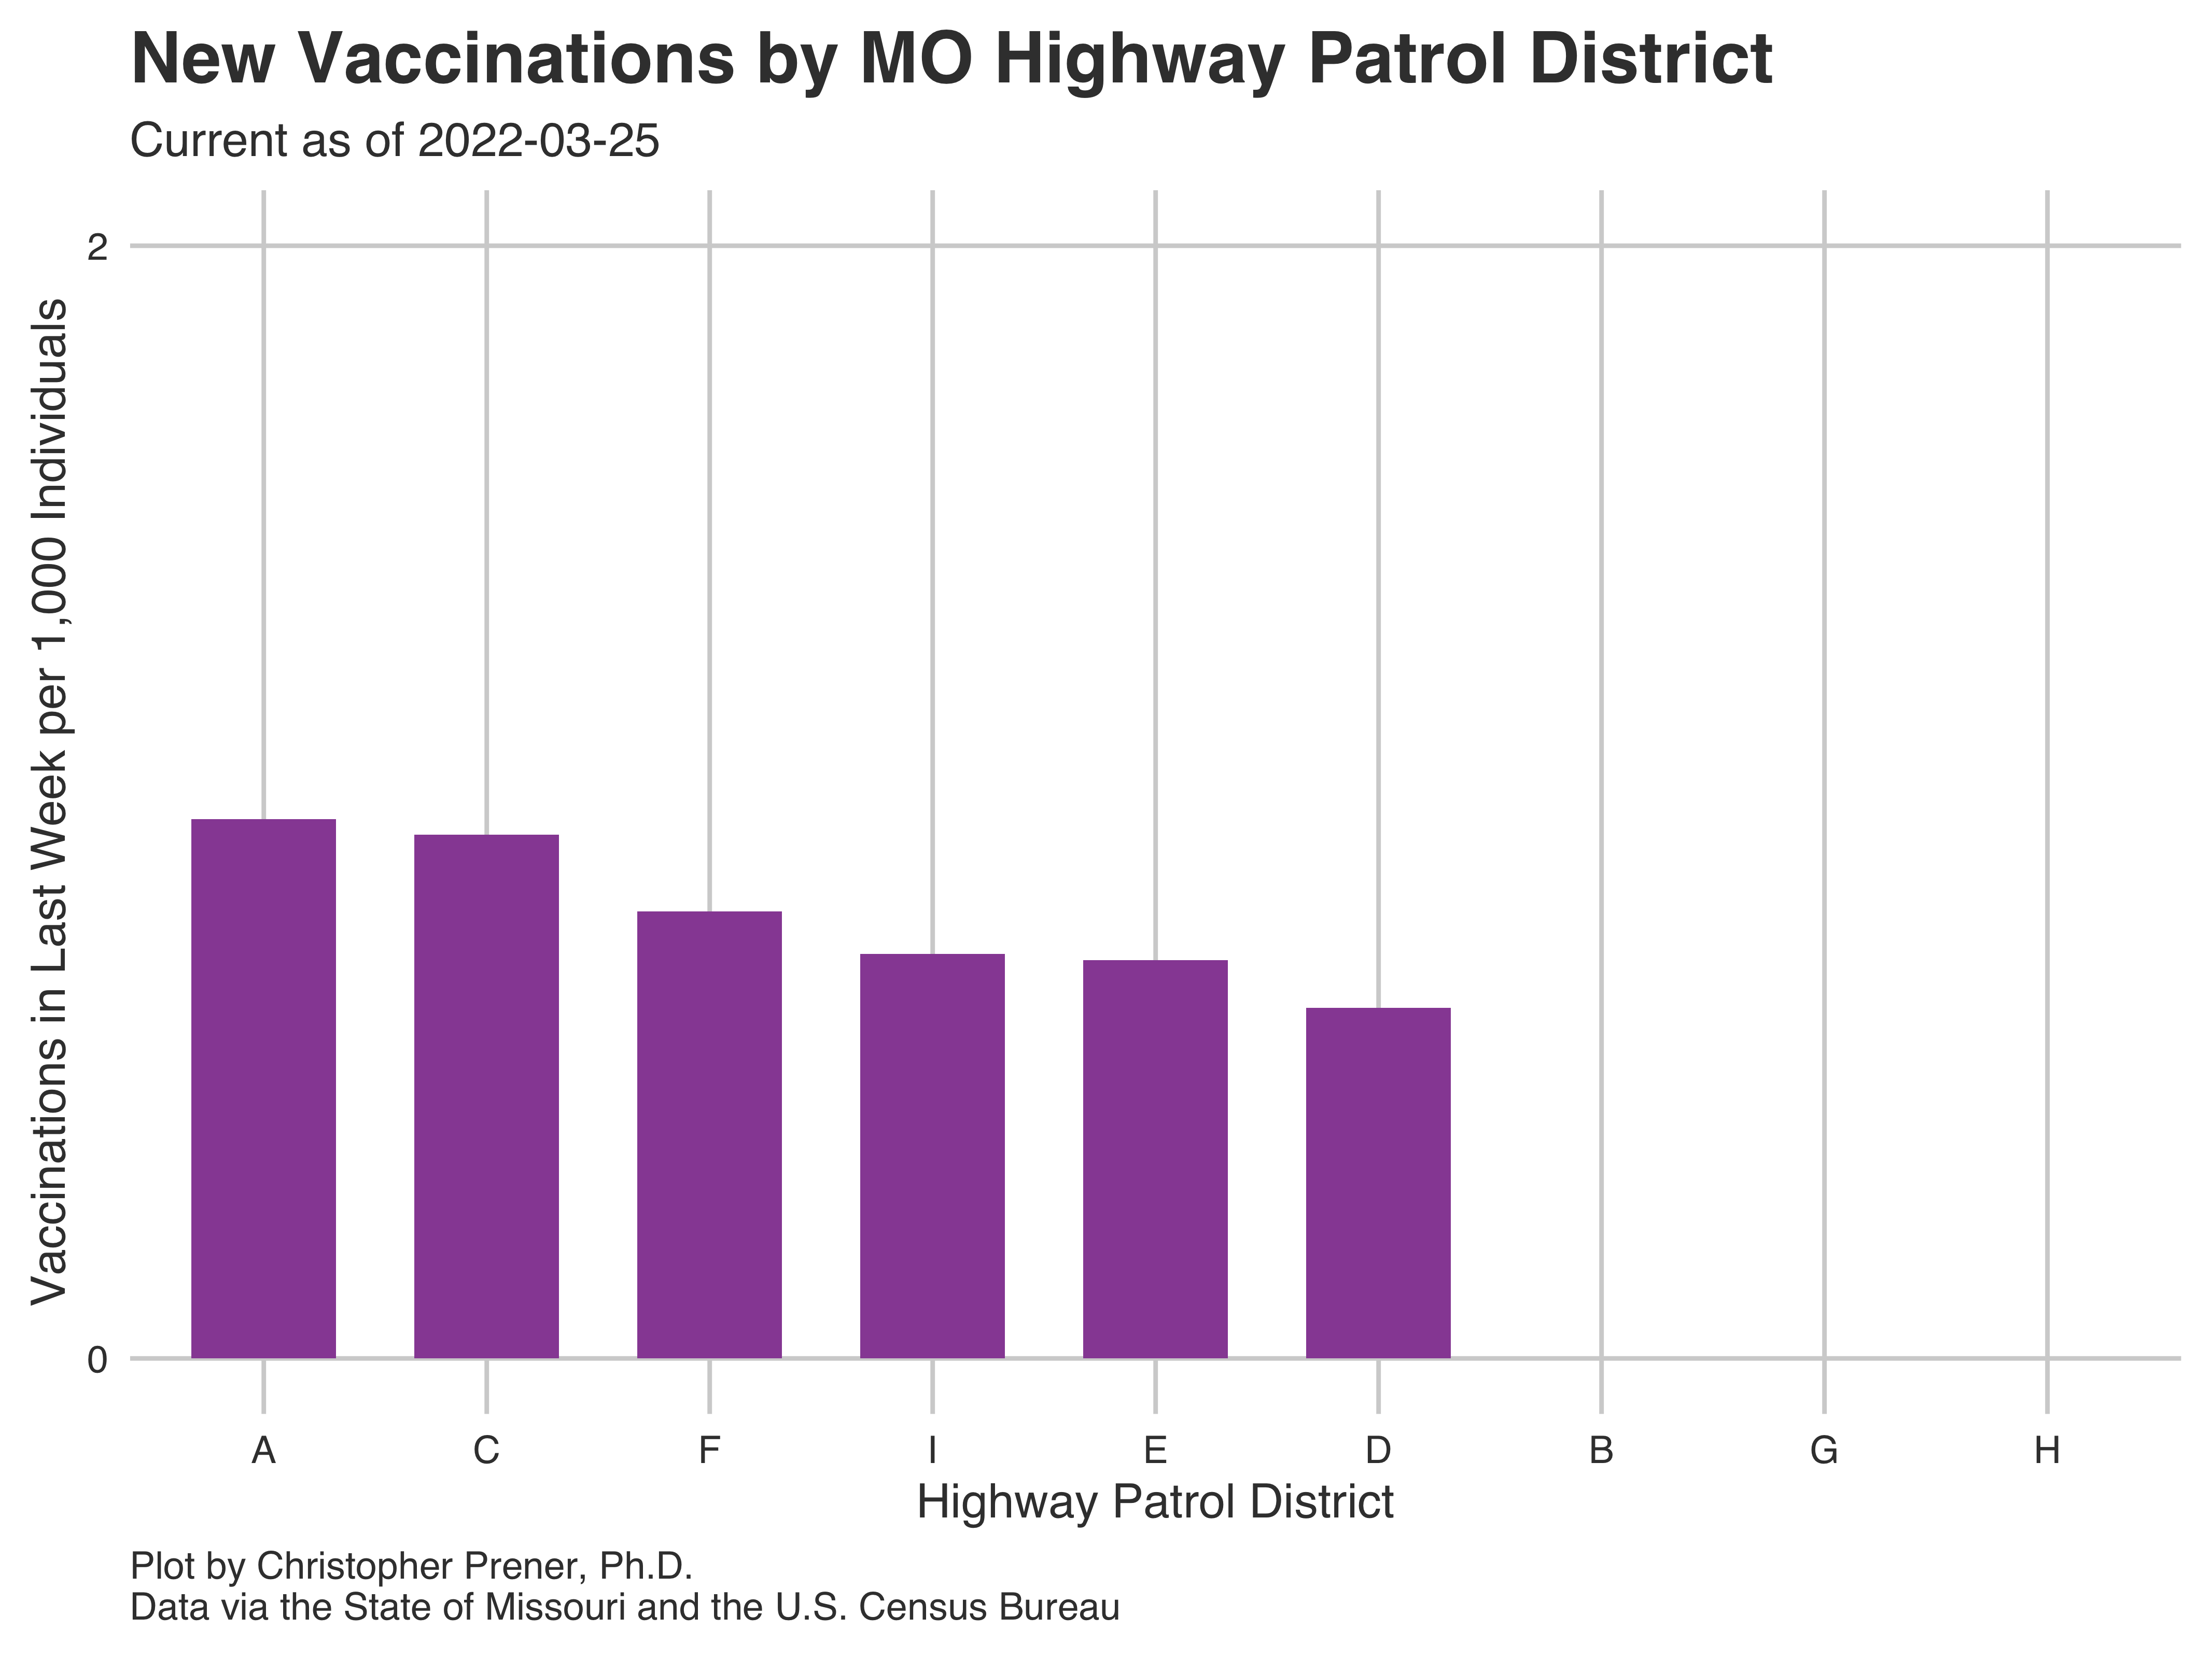 New Vaccinations by MO Highway Patrol District
Current as of 2022-03-25
Vaccinations in Last Week per 1,000 Individuals
2
0
A C F I E D B G H
Highway Patrol District
Plot by Christopher Prener, Ph.D.
Data via the State of Missouri and the U.S. Census Bureau